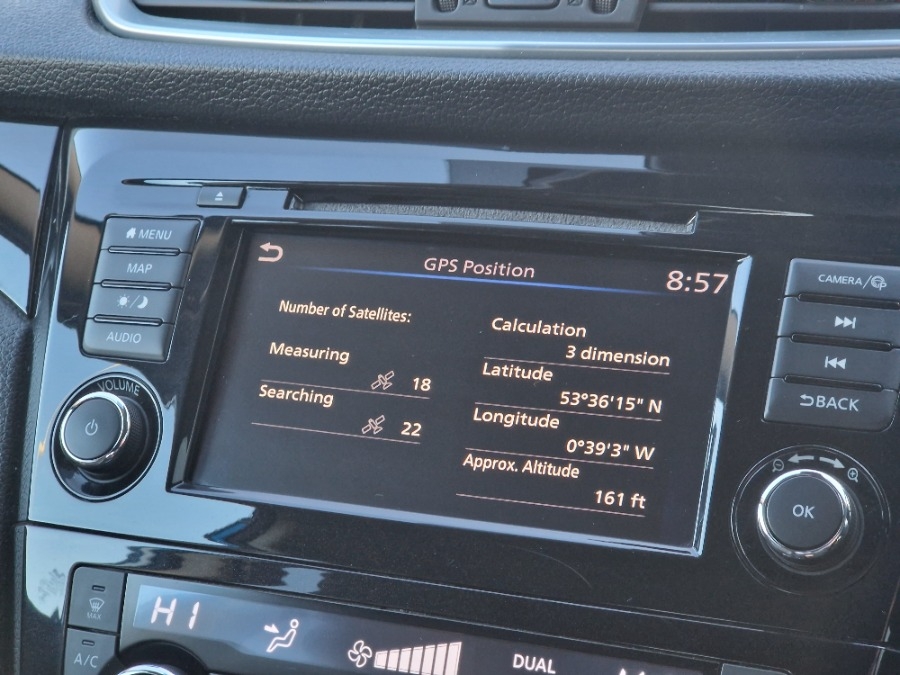 MENU
MAP
AUDIO
VOLUME
GPS Position
8:57
Number of Satellites:
Measuring
18
Searching
22
Calculation
3 dimension
Latitude
53°36'15" N
Longitude
0°39'3" W
Approx. Altitude
161 ft
CAMERA/
BACK
OK
MAX
A/C
HI
DUAL